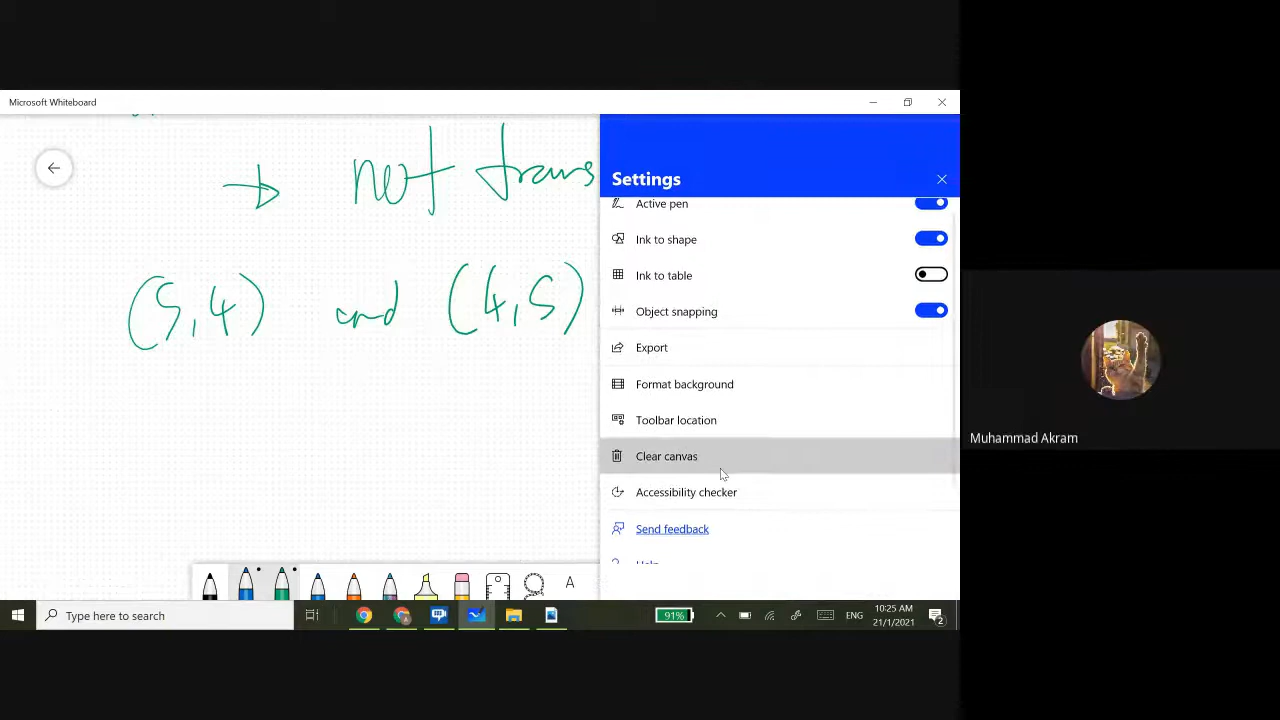 Microsoft Whiteboard
→ not trans
(5,4) and (4,5)
Settings
Active pen
Ink to shape
Ink to table
Object snapping
Export
Format background
Toolbar location
Clear canvas
Accessibility checker
Send feedback
Help
A
Type here to search
91%
ENG
10:25 AM
21/1/2021
2
Muhammad Akram